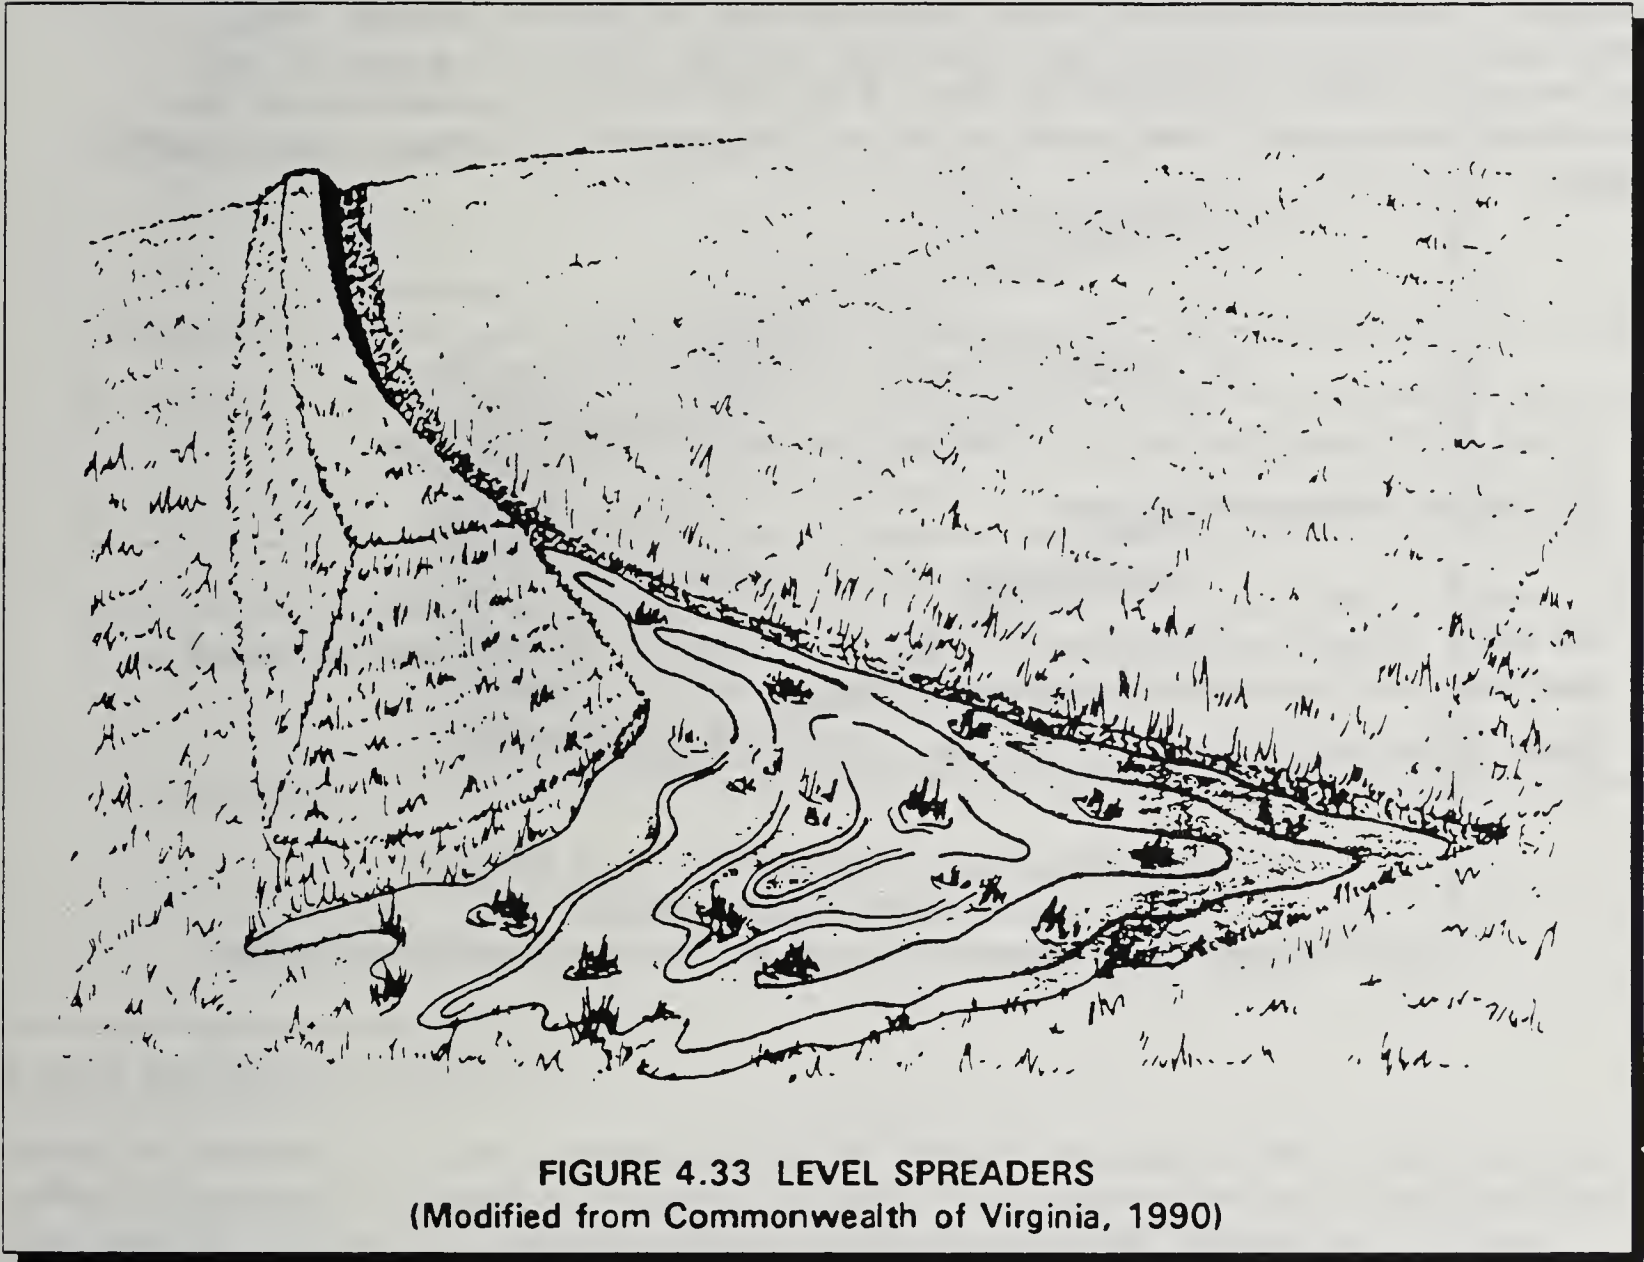 FIGURE 4.33 LEVEL SPREADERS
(Modified from Commonwealth of Virginia, 1990)